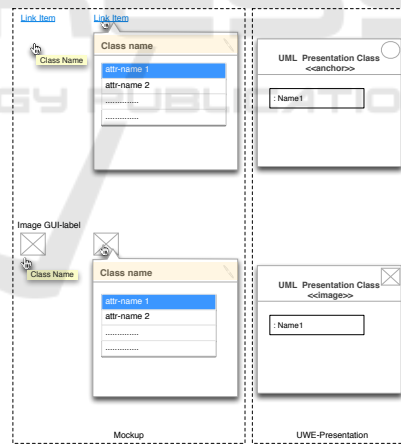 Link Item
Link Item
Class Name
Class name
attr-name 1
attr-name 2
..............
..............
UML Presentation Class
<<anchor>>
: Name1
Image GUI-label
Class Name
Class name
attr-name 1
attr-name 2
..............
..............
UML Presentation Class
<<image>>
: Name1
Mockup
UWE-Presentation